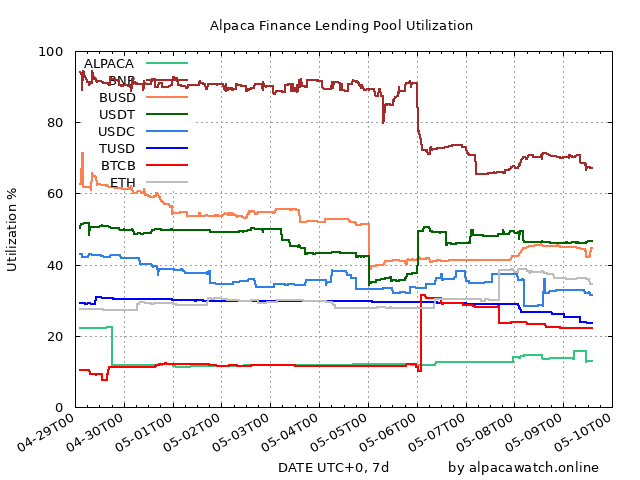 Alpaca Finance Lending Pool Utilization
100
80
60
40
20
0
Utilization %
ALPACA
BNB
BUSD
USDT
USDC
TUSD
BTCB
ETH
04-29T00
04-30T00
05-01T00
05-02T00
05-03T00
05-04T00
05-05T00
05-06T00
05-07T00
05-08T00
05-09T00
05-10T00
DATE UTC+0, 7d
by alpacawatch.online